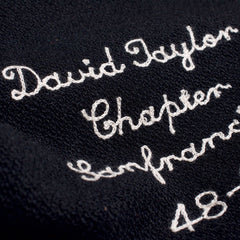 David Taylor
Chapter
Sanfranci
48-